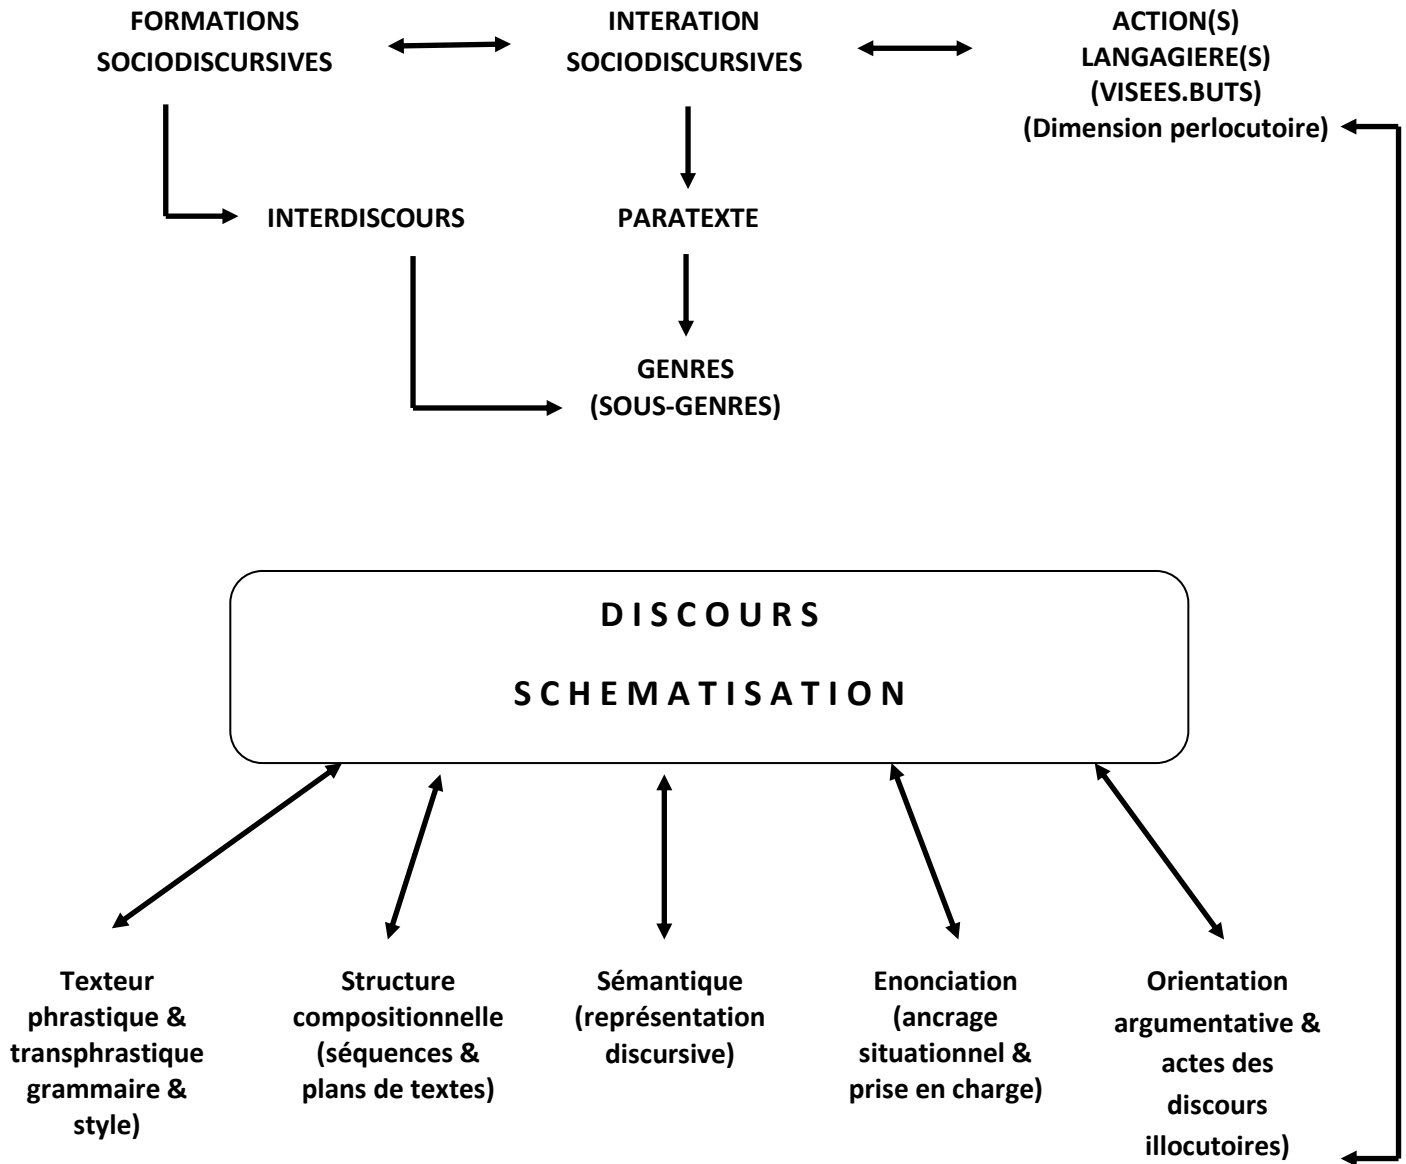 FORMATIONS
SOCIODISCURSIVES
INTERATION
SOCIODISCURSIVES
ACTION(S)
LANGAGIERE(S)
(VISEES.BUTS)
(Dimension perlocutoire)
INTERDISCOURS
PARATEXTE
GENRES
(SOUS-GENRES)
DISCOURS
SCHEMATISATION
Texteur
phrastique &
transphrastique
grammaire &
style)
Structure
compositionnelle
(séquences &
plans de textes)
Sémantique
(représentation
discursive)
Enonciation
(ancrage
situationnel &
prise en charge)
Orientation
argumentative &
actes des
discours
illocutoires)